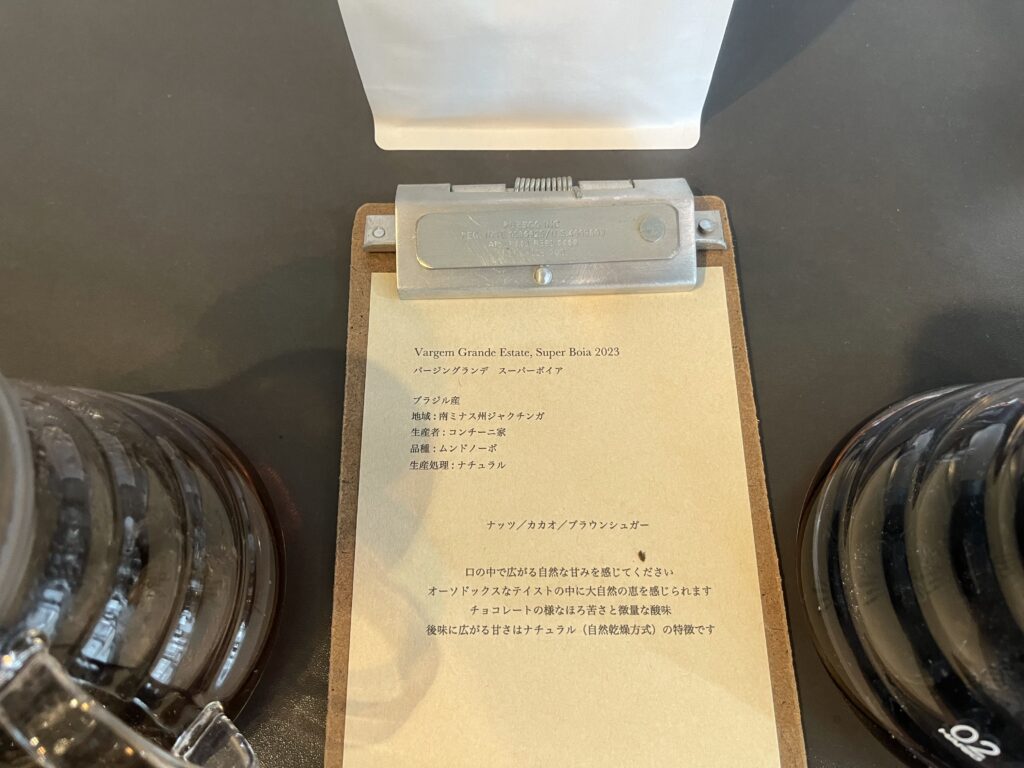 Vargem Grande Estate, Super Boia 2023
バージングランデ　スーパーボイア
ブラジル産
地域 : 南ミナス州ジャクチンガ
生産者 : コンチーニ家
品種 : ムンドノーボ
生産処理 : ナチュラル
ナッツ／カカオ／ブラウンシュガー
口の中で広がる自然な甘みを感じてください
オーソドックスなテイストの中に大自然の恵を感じられます
チョコレートの様なほろ苦さと微量な酸味
後味に広がる甘さはナチュラル（自然乾燥方式）の特徴です
02